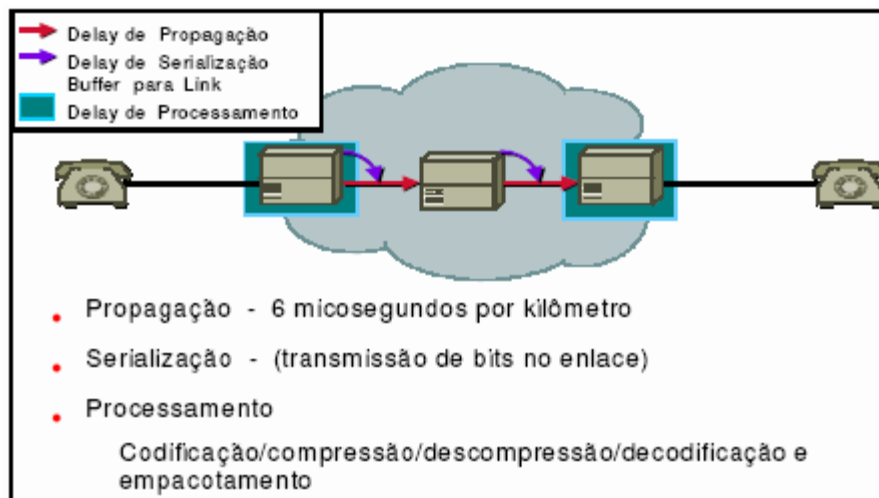 Delay de Propagação
Delay de Serialização
Buffer para Link
Delay de Processamento
Propagação - 6 micosegundos por kilômetro
Serialização - (transmissão de bits no enlace)
Processamento
Codificação/compressão/descompressão/decodificação e
empacotamento